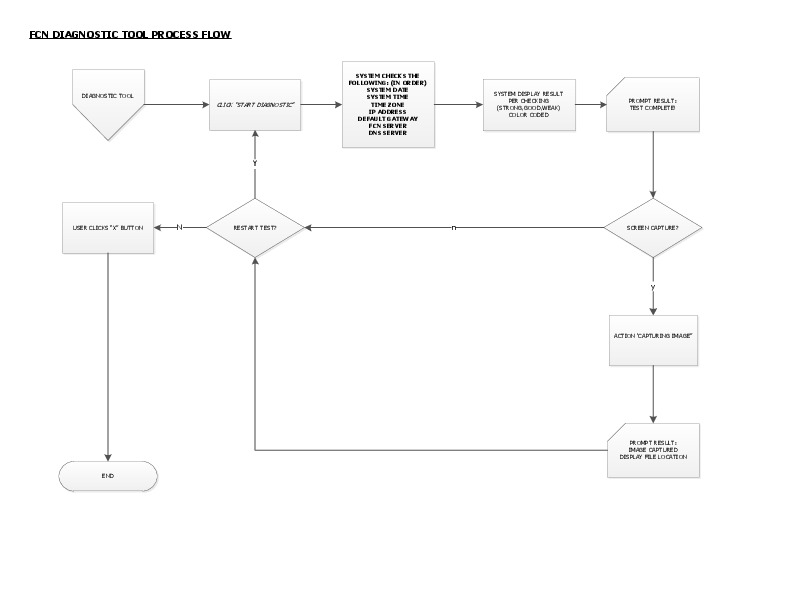 FCN DIAGNOSTIC TOOL PROCESS FLOW
DIAGNOSTIC TOOL
CLICK "START DIAGNOSTIC"
SYSTEM CHECKS THE
FOLLOWING: (IN ORDER)
SYSTEM DATE
SYSTEM TIME
TIME ZONE
IP ADDRESS
DEFAULT GATEWAY
FCN SERVER
DNS SERVER
SYSTEM DISPLAY RESULT
PER CHECKING
(STRONG,GOOD,WEAK)
COLOR CODED
PROMPT RESULT:
TEST COMPLETE!
Y
USER CLICKS "X" BUTTON
N
RESTART TEST?
n
SCREEN CAPTURE?
y
ACTION "CAPTURING IMAGE"
PROMPT RESULT:
IMAGE CAPTURED
DISPLAY FILE LOCATION
END